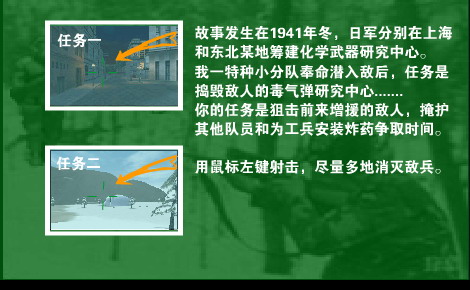 任务一
故事发生在1941年冬，日军分别在上海
和东北某地筹建化学武器研究中心。
我一特种小分队奉命潜入敌后，任务是
捣毁敌人的毒气弹研究中心.......
你的任务是狙击前来增援的敌人，掩护
其他队员和为工兵安装炸药争取时间。
任务二
用鼠标左键射击，尽量多地消灭敌兵。